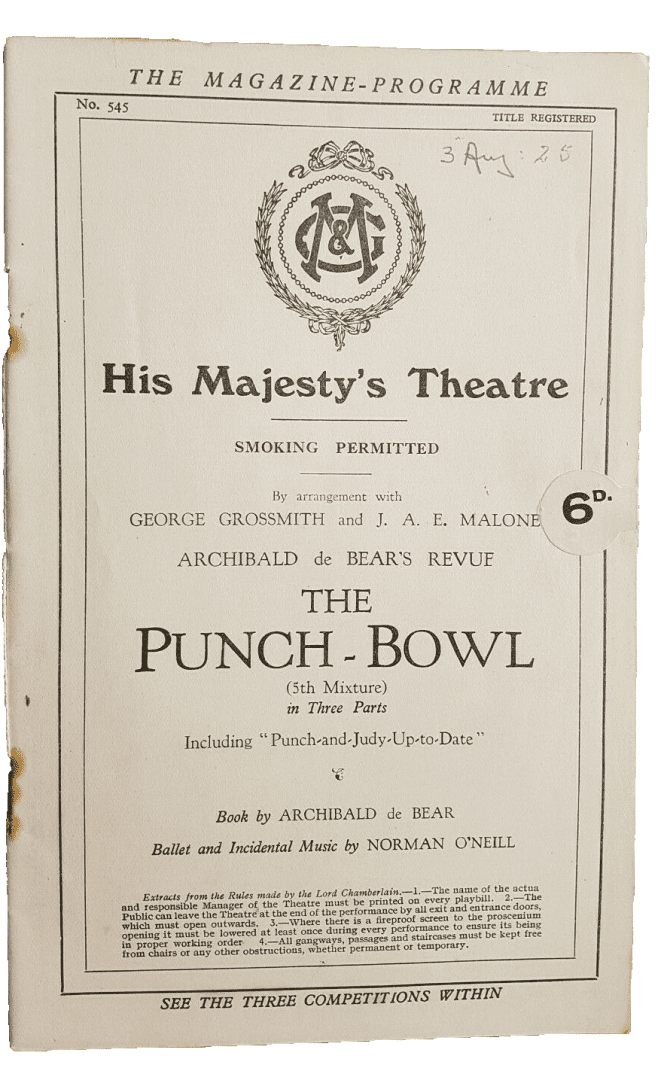 THE MAGAZINE-PROGRAMME
No. 545
TITLE REGISTERED
3 Aug: 25
G M &
His Majesty's Theatre
SMOKING PERMITTED
By arrangement with
GEORGE GROSSMITH and J. A. E. MALONE
6D.
ARCHIBALD de BEAR'S REVUE
THE
PUNCH-BOWL
(5th Mixture)
in Three Parts
Including "Punch-and-Judy-Up-to-Date"
Book by ARCHIBALD de BEAR
Ballet and Incidental Music by NORMAN O'NEILL
Extracts from the Rules made by the Lord Chamberlain.—1.—The name of the actua
and responsible Manager of the Theatre must be printed on every playbill. 2.—The
Public can leave the Theatre at the end of the performance by all exit and entrance doors,
which must open outwards. 3.—Where there is a fireproof screen to the proscenium
opening it must be lowered at least once during every performance to ensure its being
in proper working order 4.—All gangways, passages and staircases must be kept free
from chairs or any other obstructions, whether permanent or temporary.
SEE THE THREE COMPETITIONS WITHIN